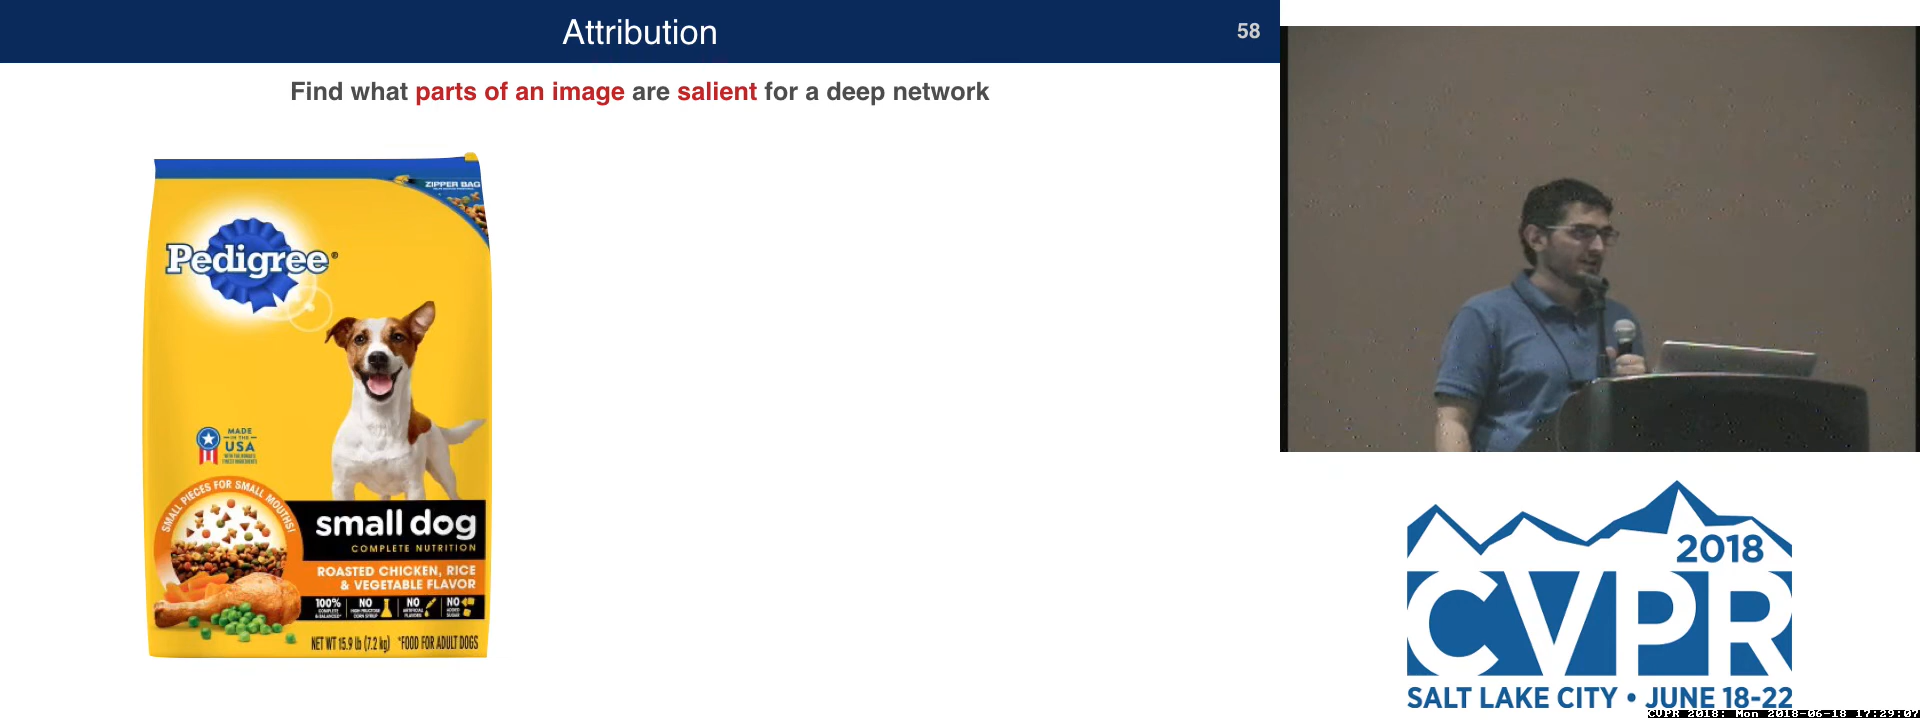 Attribution
58
Find what parts of an image are salient for a deep network
ZIPPER BAG
Pedigree®
MADE
IN THE
USA
SMALL PIECES FOR SMALL MOUTHS!
small dog
COMPLETE NUTRITION
ROASTED CHICKEN, RICE
& VEGETABLE FLAVOR
100%
COMPLETE
& BALANCED*
NO
HIGH FRUCTOSE
CORN SYRUP
NO
ARTIFICIAL
FLAVORS
NO
ADDED
SUGAR
NET WT 15.9 lb (7.2 kg) *FOOD FOR ADULT DOGS
2018
CVPR
SALT LAKE CITY • JUNE 18-22
CVPR 2018: Mon 2018-06-18 17:29:07